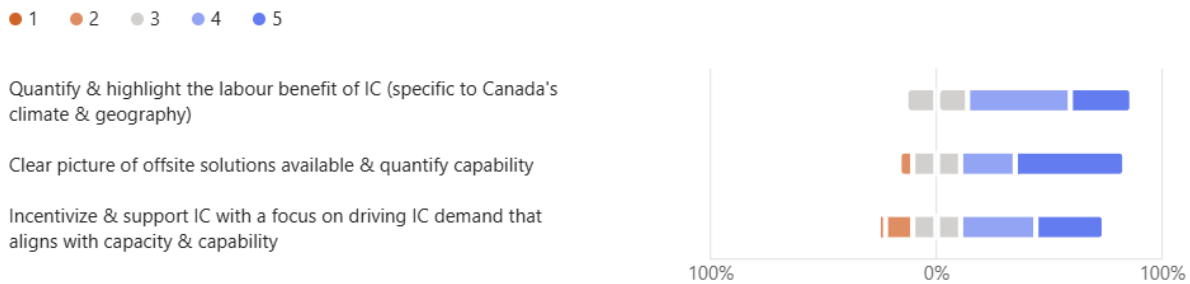 1 2 3 4 5
Quantify & highlight the labour benefit of IC (specific to Canada's
climate & geography)
Clear picture of offsite solutions available & quantify capability
Incentivize & support IC with a focus on driving IC demand that
aligns with capacity & capability
100% 0% 100%